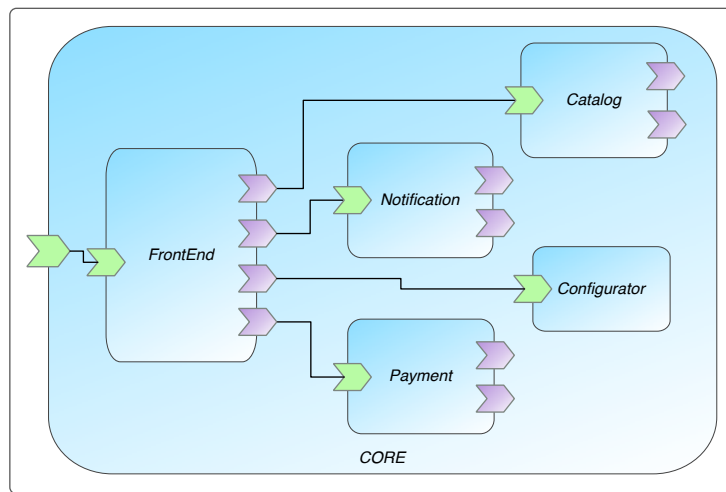 Catalog
Notification
FrontEnd
Configurator
Payment
CORE